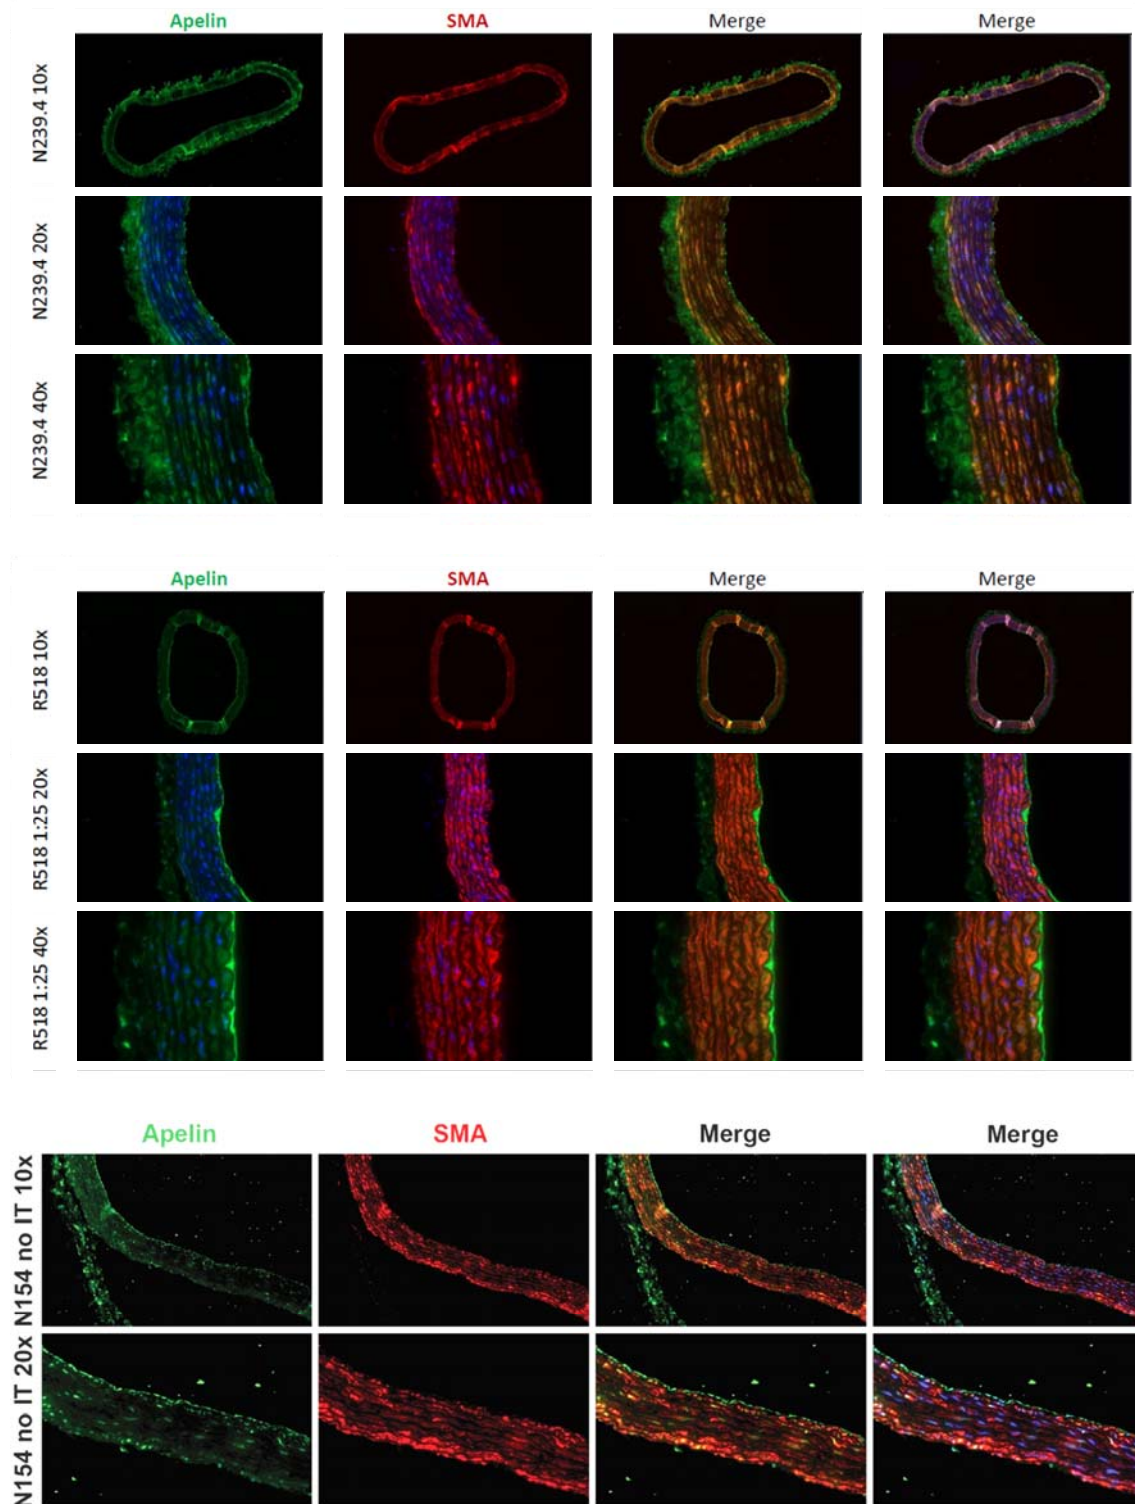 Apelin SMA Merge Merge
N239.4 10x
N239.4 20x
N239.4 40x
Apelin SMA Merge Merge
R518 10x
R518 1:25 20x
R518 1:25 40x
Apelin SMA Merge Merge
N154 no IT 10x
N154 no IT 20x